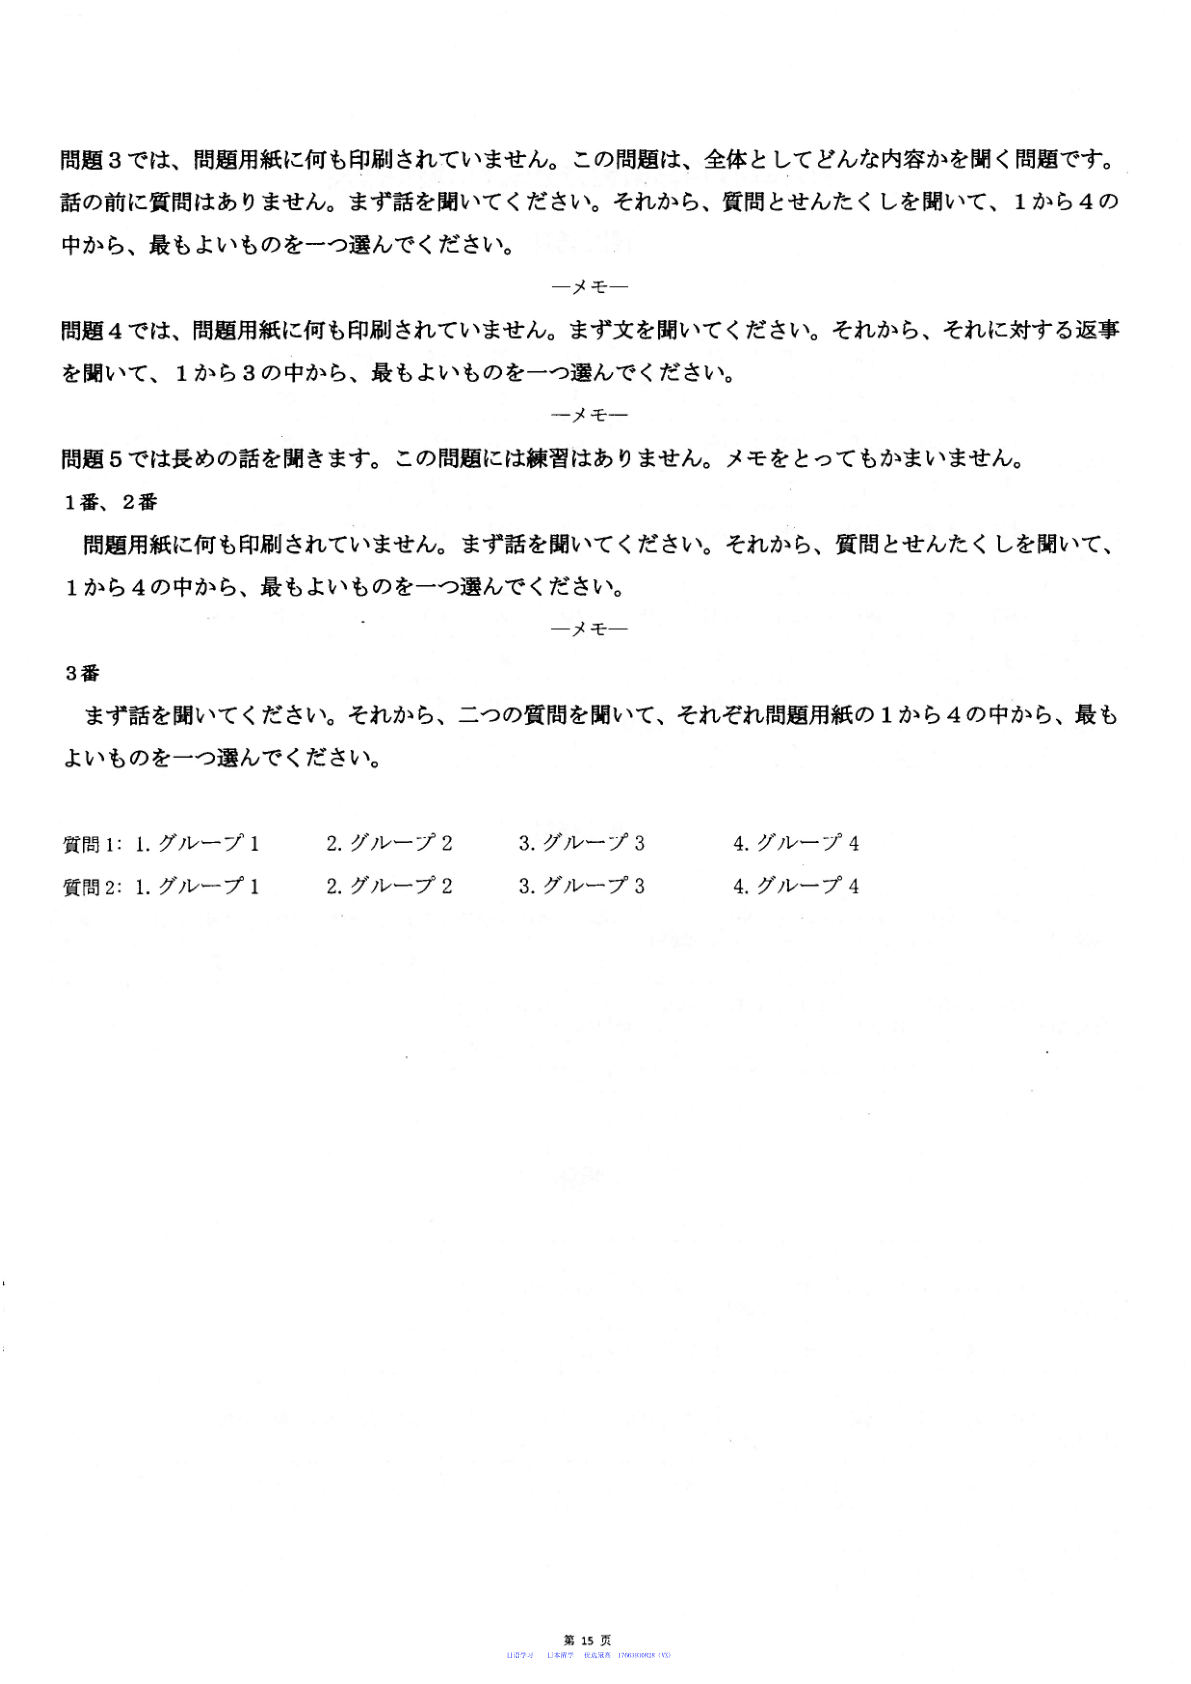 問題３では、問題用紙に何も印刷されていません。この問題は、全体としてどんな内容かを聞く問題です。
話の前に質問はありません。まず話を聞いてください。それから、質問とせんたくしを聞いて、１から４の
中から、最もよいものを一つ選んでください。
―メモ―
問題４では、問題用紙に何も印刷されていません。まず文を聞いてください。それから、それに対する返事
を聞いて、１から３の中から、最もよいものを一つ選んでください。
―メモ―
問題５では長めの話を聞きます。この問題には練習はありません。メモをとってもかまいません。
１番、２番
問題用紙に何も印刷されていません。まず話を聞いてください。それから、質問とせんたくしを聞いて、
１から４の中から、最もよいものを一つ選んでください。
―メモ―
３番
まず話を聞いてください。それから、二つの質問を聞いて、それぞれ問題用紙の１から４の中から、最も
よいものを一つ選んでください。
質問 1: 1. グループ 1 2. グループ 2 3. グループ 3 4. グループ 4
質問 2: 1. グループ 1 2. グループ 2 3. グループ 3 4. グループ 4
第 15 页
日语学习 日本留学